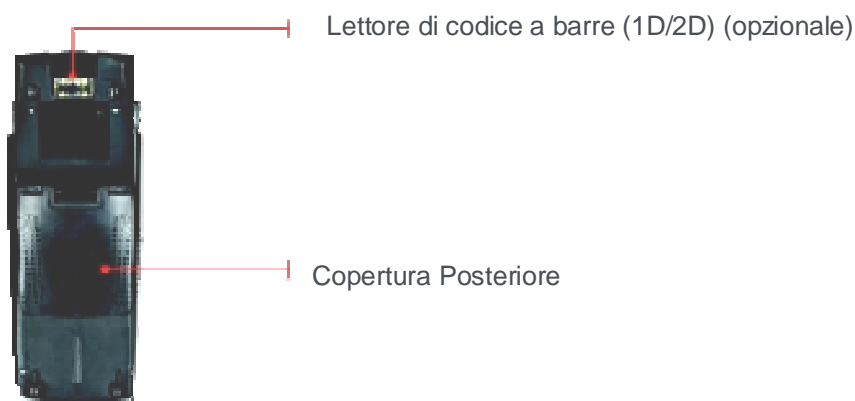 Lettore di codice a barre (1D/2D) (opzionale)
Copertura Posteriore